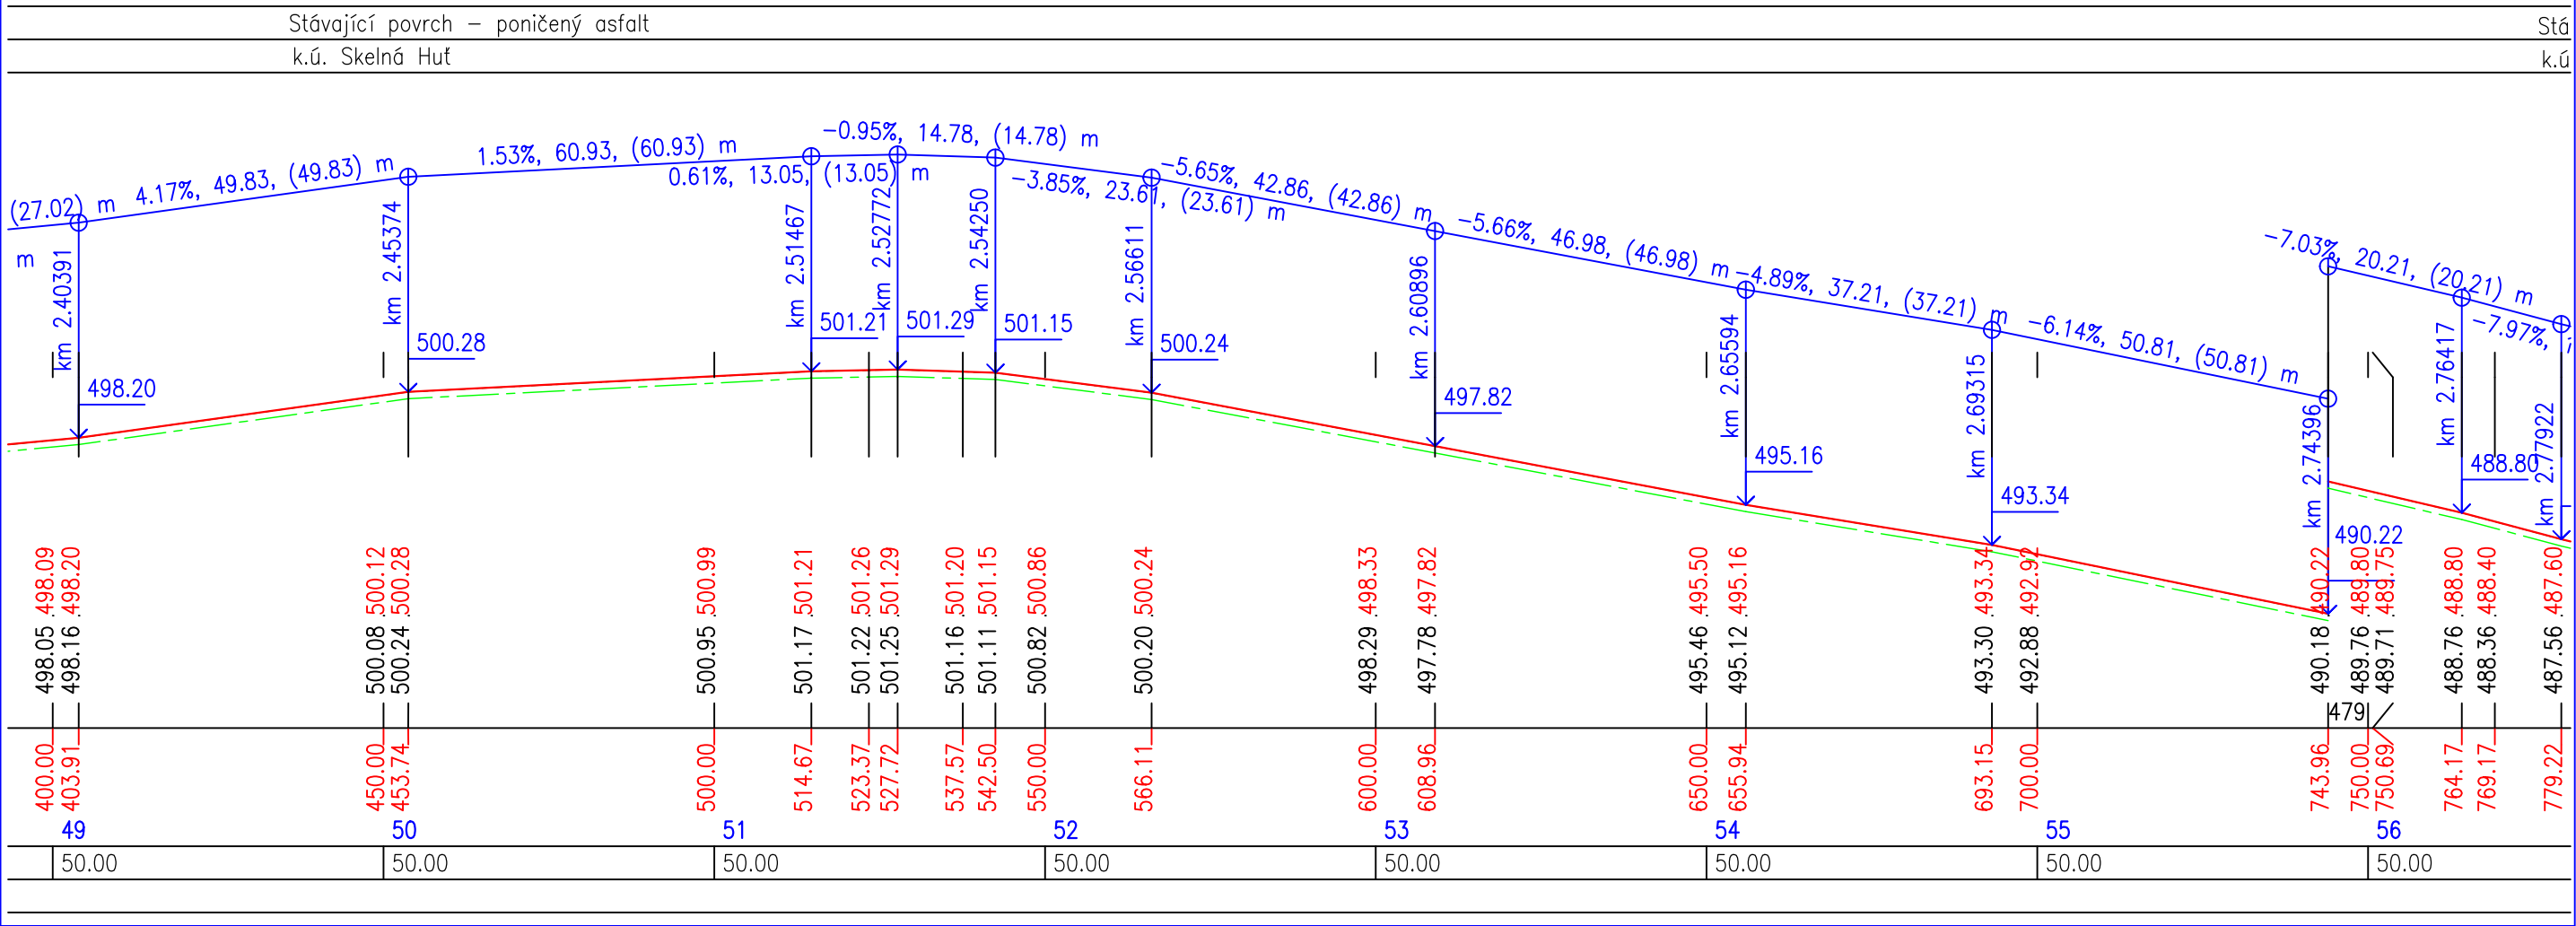 Stávající povrch – poničený asfalt
Stá
k.ú. Skelná Huť
k.ú
(27.02) m
m
4.17%, 49.83, (49.83) m
1.53%, 60.93, (60.93) m
0.61%, 13.05, (13.05) m
-0.95%, 14.78, (14.78) m
-3.85%, 23.61, (23.61) m
-5.65%, 42.86, (42.86) m
-5.66%, 46.98, (46.98) m
-4.89%, 37.21, (37.21) m
-6.14%, 50.81, (50.81) m
-7.03%, 20.21, (20.21) m
-7.97%,
km 2.40391
km 2.45374
km 2.51467
km 2.52772
km 2.54250
km 2.56611
km 2.60896
km 2.65594
km 2.69315
km 2.74396
km 2.76417
km 2.77922
498.20
500.28
501.21
501.29
501.15
500.24
497.82
495.16
493.34
490.22
488.80
498.05 .498.09
498.16 .498.20
500.08 .500.12
500.24 .500.28
500.95 .500.99
501.17 .501.21
501.22 .501.26
501.25 .501.29
501.16 .501.20
501.11 .501.15
500.82 .500.86
500.20 .500.24
498.29 .498.33
497.78 .497.82
495.46 .495.50
495.12 .495.16
493.30 .493.34
492.88 .492.92
490.18 .490.22
489.76 .489.80
489.71 .489.75
488.76 .488.80
488.36 .488.40
487.56 .487.60
479
400.00
403.91
450.00
453.74
500.00
514.67
523.37
527.72
537.57
542.50
550.00
566.11
600.00
608.96
650.00
655.94
693.15
700.00
743.96
750.00
750.69
764.17
769.17
779.22
49 50 51 52 53 54 55 56
50.00 50.00 50.00 50.00 50.00 50.00 50.00 50.00